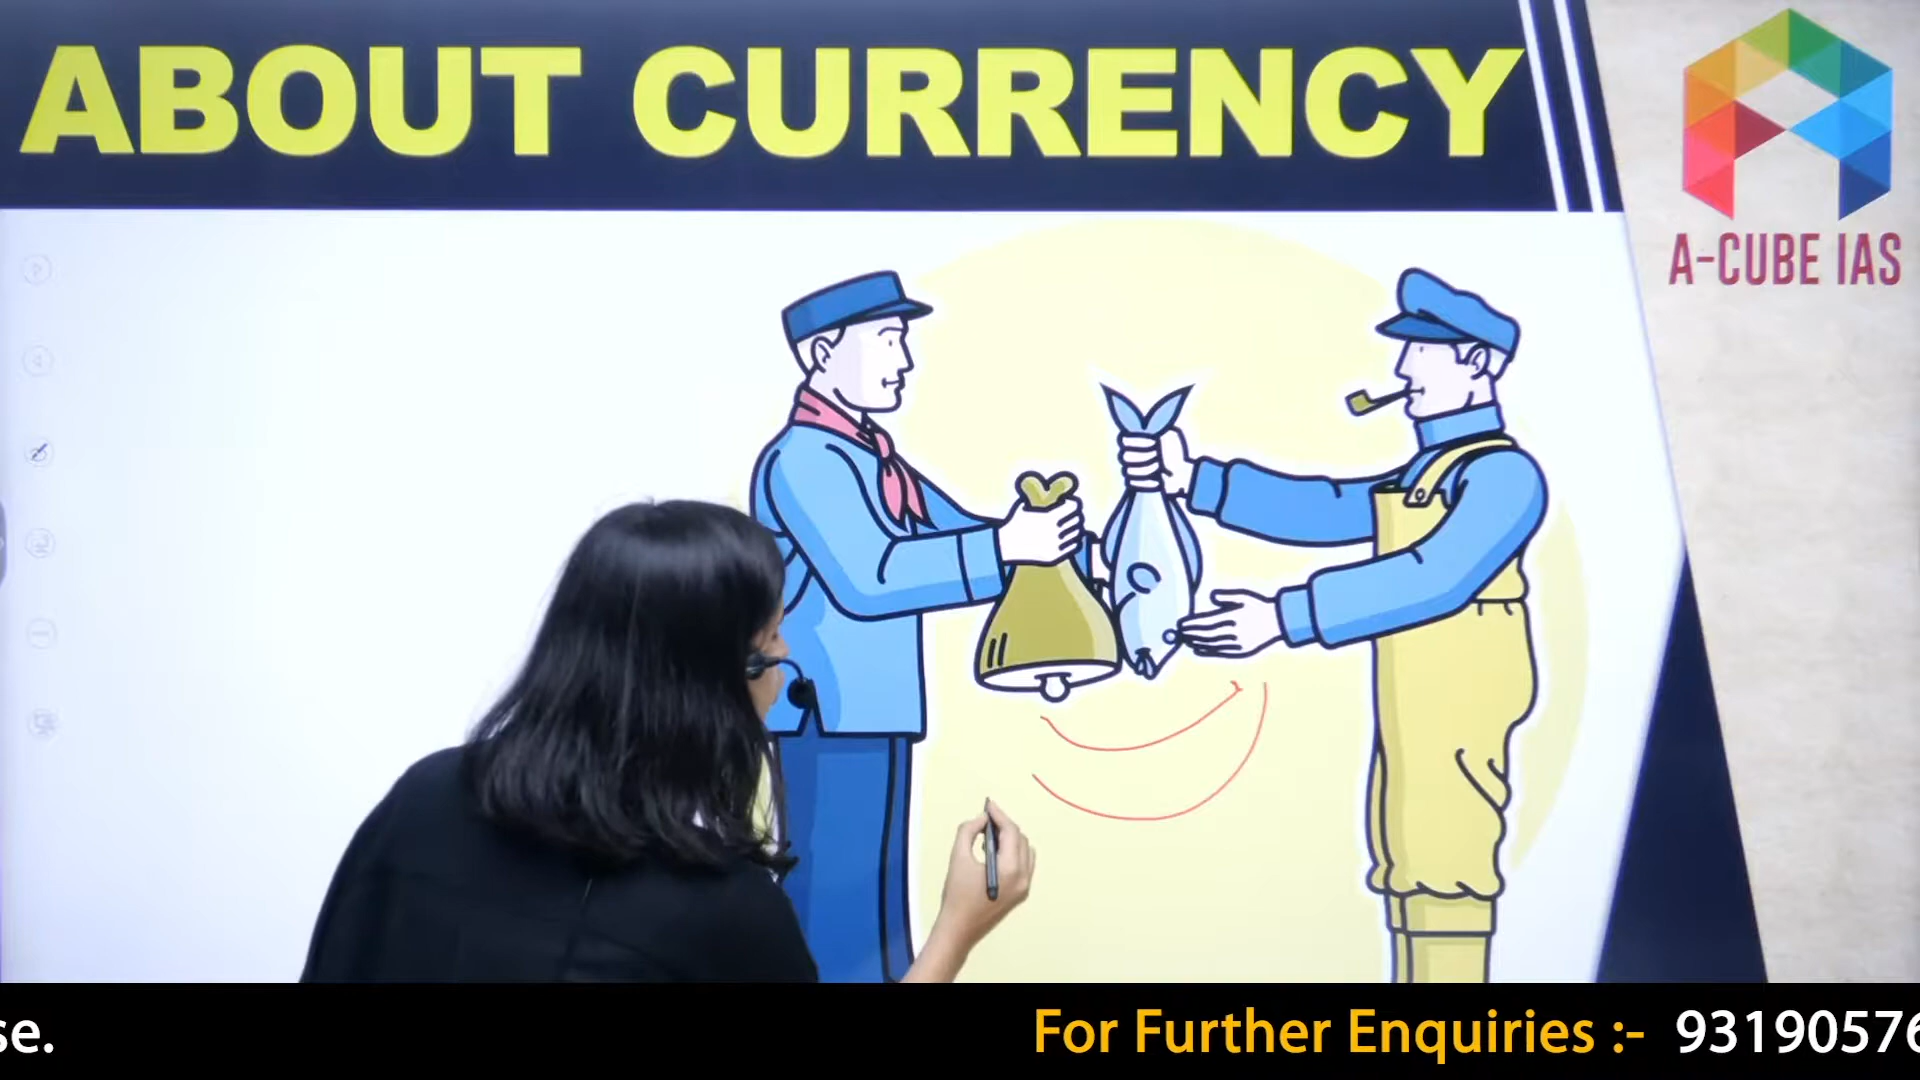 ABOUT CURRENCY
A-CUBE IAS
se.
For Further Enquiries :- 93190576